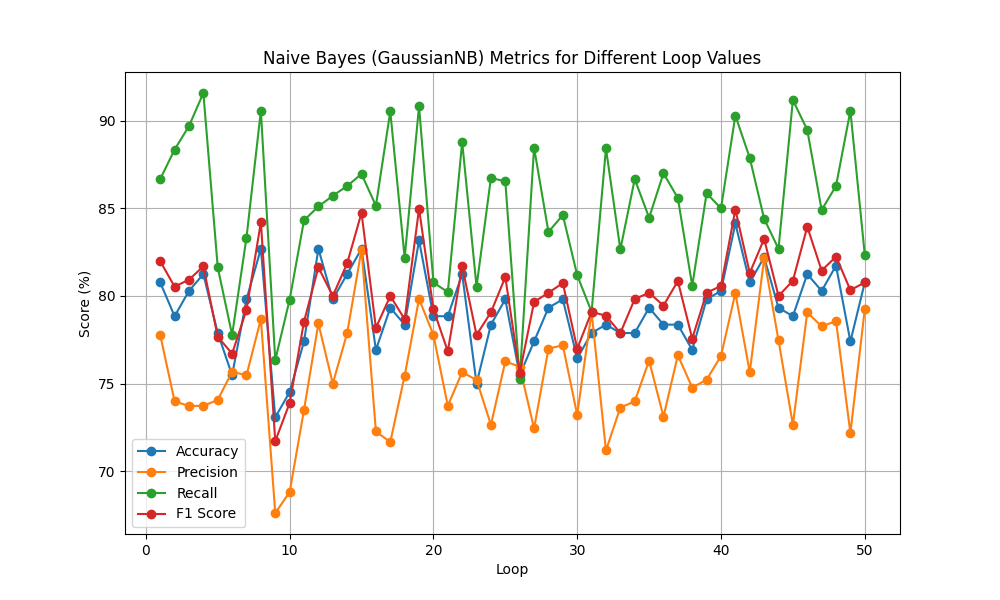 Naive Bayes (GaussianNB) Metrics for Different Loop Values
Score (%)
90
85
80
75
70
Accuracy
Precision
Recall
F1 Score
0 10 20 30 40 50
Loop